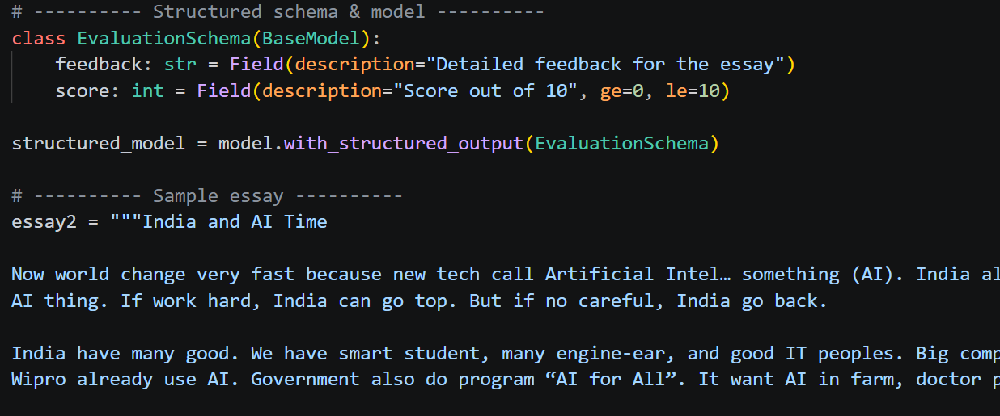 # ---------- Structured schema & model ----------
class EvaluationSchema(BaseModel):
    feedback: str = Field(description="Detailed feedback for the essay")
    score: int = Field(description="Score out of 10", ge=0, le=10)
structured_model = model.with_structured_output(EvaluationSchema)
# ---------- Sample essay ----------
essay2 = """India and AI Time
Now world change very fast because new tech call Artificial Intel… something (AI). India al
AI thing. If work hard, India can go top. But if no careful, India go back.
India have many good. We have smart student, many engine-ear, and good IT peoples. Big comp
Wipro already use AI. Government also do program “AI for All”. It want AI in farm, doctor p